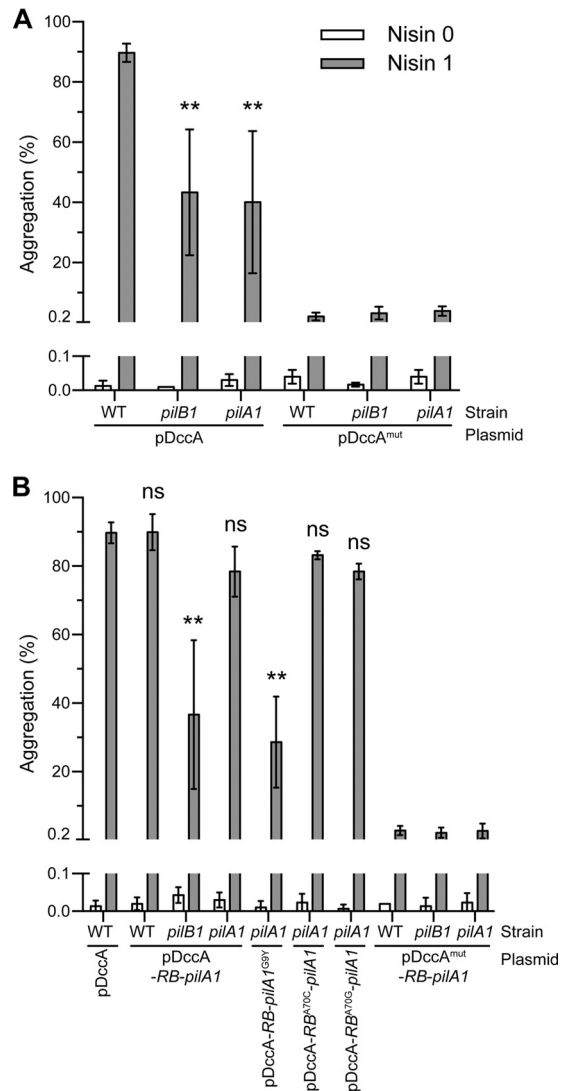 A
Nisin 0
Nisin 1
Aggregation (%)
100
80
60
40
20
0.2
0.1
0.0
** **
WT pilB1 pilA1 WT pilB1 pilA1 Strain
pDccA pDccAmut Plasmid
B
Aggregation (%)
100
80
60
40
20
0.2
0.1
0.0
ns ** ns ** ns ns
WT WT pilB1 pilA1 pilA1 pilA1 pilA1 WT pilB1 pilA1 Strain
pDccA
pDccA
-RB-pilA1
pDccA-RB-pilA1G9Y
pDccA-RBA70C-pilA1
pDccA-RBA70G-pilA1
pDccAmut
-RB-pilA1
Plasmid